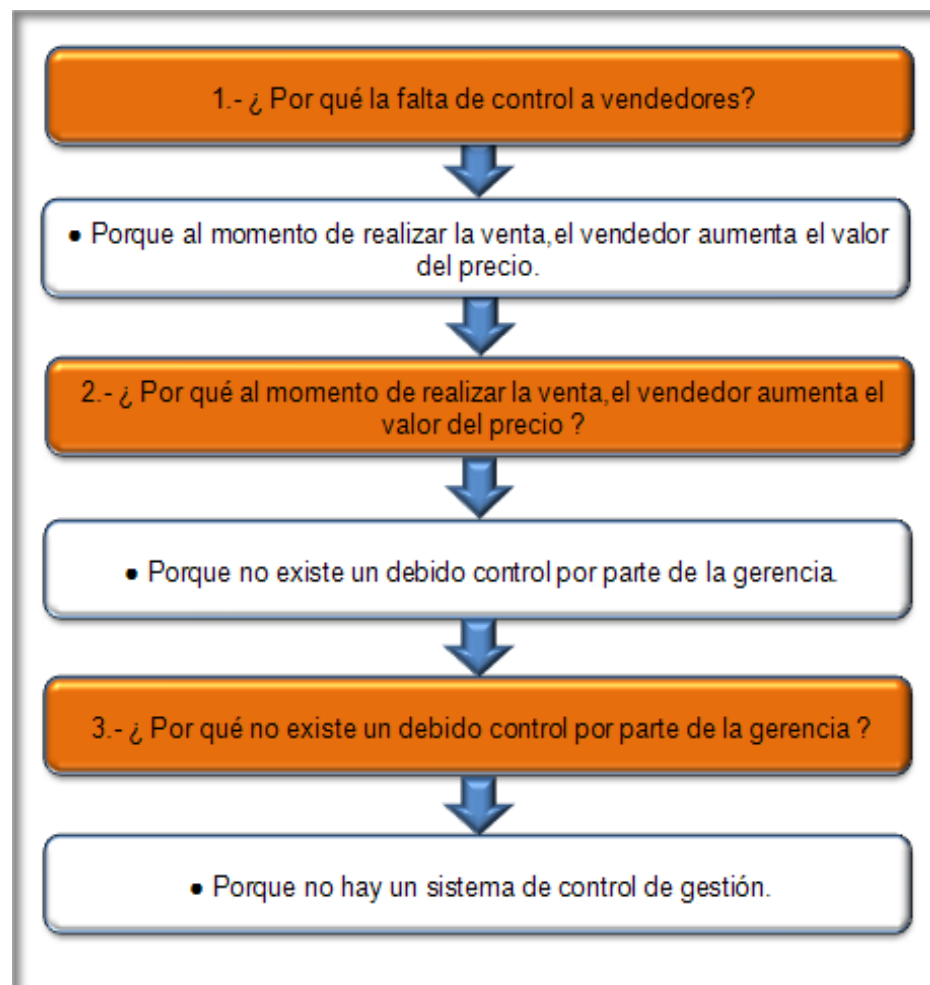 1.- ¿ Por qué la falta de control a vendedores?
● Porque al momento de realizar la venta,el vendedor aumenta el valor
del precio.
2.- ¿ Por qué al momento de realizar la venta,el vendedor aumenta el
valor del precio ?
● Porque no existe un debido control por parte de la gerencia.
3.- ¿ Por qué no existe un debido control por parte de la gerencia ?
● Porque no hay un sistema de control de gestión.